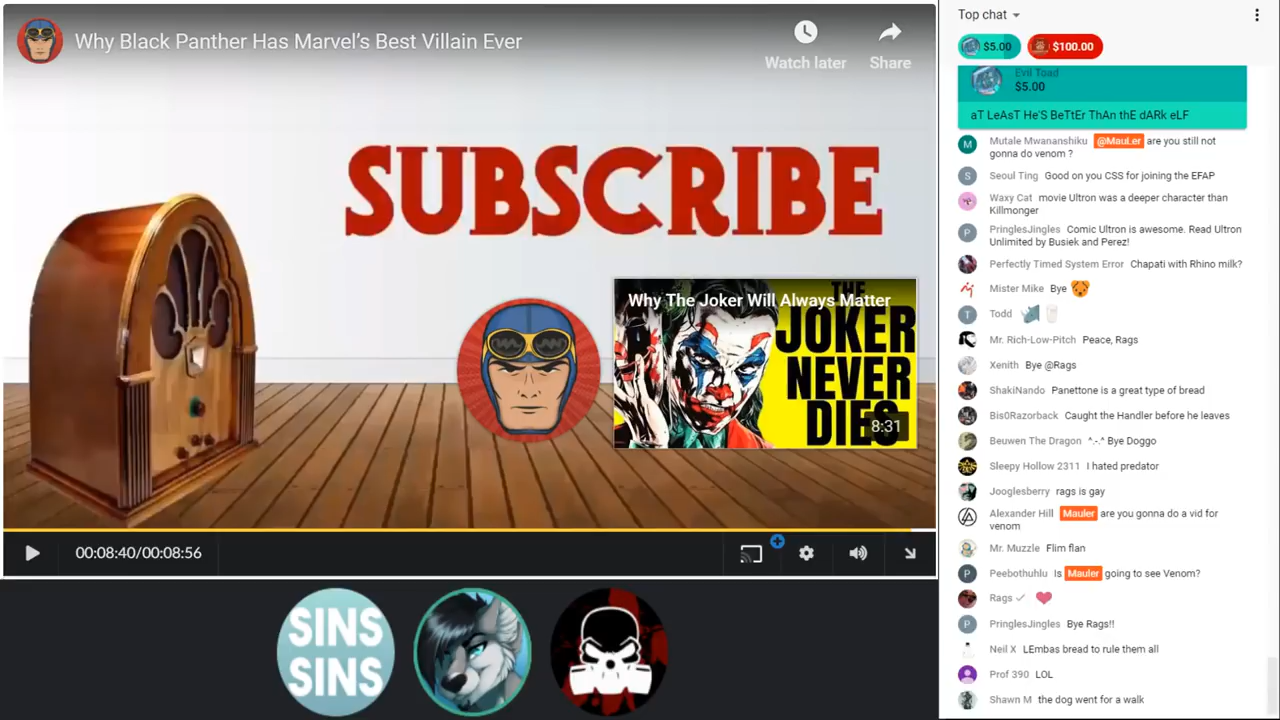 Why Black Panther Has Marvel's Best Villain Ever
Watch later
Share
SUBSCRIBE
Why The Joker Will Always Matter
THE
JOKER
NEVER
DIES
8:31
00:08:40/00:08:56
SINS
SINS
Top chat
$5.00
$100.00
Evil Toad
$5.00
aT LeAsT He'S BeTtEr ThAn thE dARk eLF
M
Mutale Mwananshiku @MauLer are you still not
gonna do venom ?
S
Seoul Ting Good on you CSS for joining the EFAP
Waxy Cat movie Ultron was a deeper character than
Killmonger
P
PringlesJingles Comic Ultron is awesome. Read Ultron
Unlimited by Busiek and Perez!
Perfectly Timed System Error Chapati with Rhino milk?
Mister Mike Bye
T
Todd
Mr. Rich-Low-Pitch Peace, Rags
Xenith Bye @Rags
ShakiNando Panettone is a great type of bread
Bis0Razorback Caught the Handler before he leaves
Beuwen The Dragon ^.-.^ Bye Doggo
Sleepy Hollow 2311 I hated predator
Jooglesberry rags is gay
Alexander Hill Mauler are you gonna do a vid for
venom
Mr. Muzzle Flim flan
P
Peebothuhlu Is Mauler going to see Venom?
Rags
P
PringlesJingles Bye Rags!!
Neil X LEmbas bread to rule them all
Prof 390 LOL
Shawn M the dog went for a walk